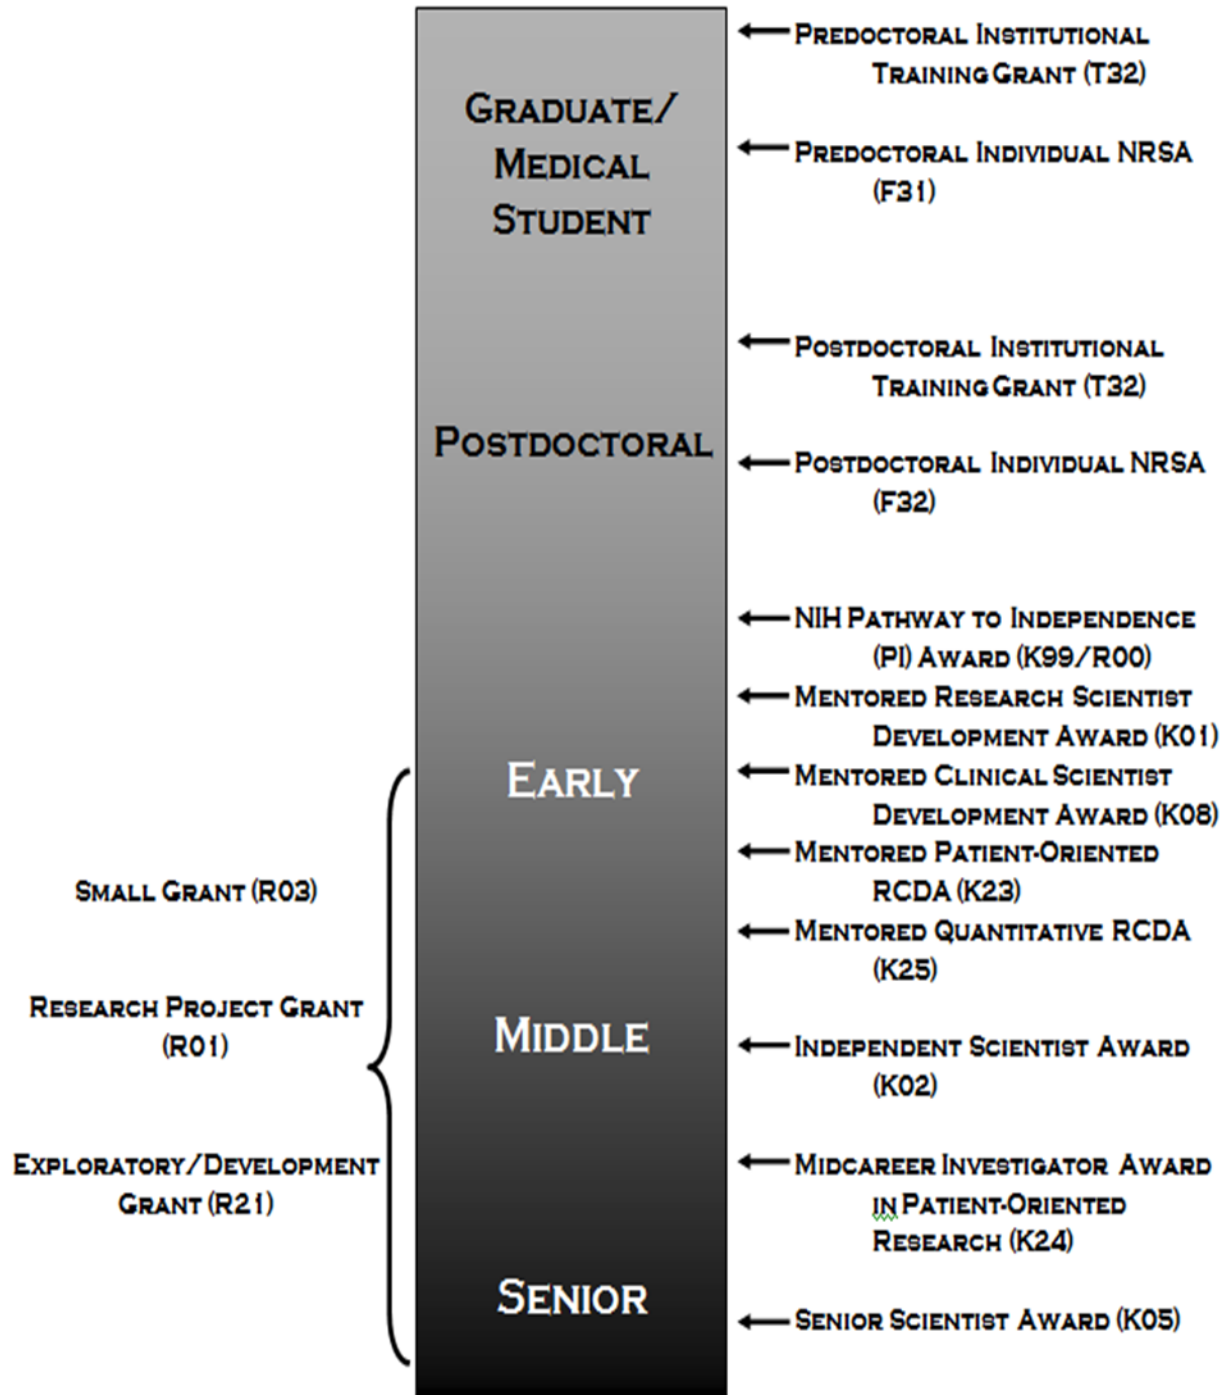 Graduate/
Medical
Student
Postdoctoral
Early
Middle
Senior
Predoctoral Institutional
Training Grant (T32)
Predoctoral Individual NRSA
(F31)
Postdoctoral Institutional
Training Grant (T32)
Postdoctoral Individual NRSA
(F32)
NIH Pathway to Independence
(PI) Award (K99/R00)
Mentored Research Scientist
Development Award (K01)
Mentored Clinical Scientist
Development Award (K08)
Mentored Patient-Oriented
RCDA (K23)
Mentored Quantitative RCDA
(K25)
Independent Scientist Award
(K02)
Midcareer Investigator Award
in Patient-Oriented
Research (K24)
Senior Scientist Award (K05)
Small Grant (R03)
Research Project Grant
(R01)
Exploratory/Development
Grant (R21)